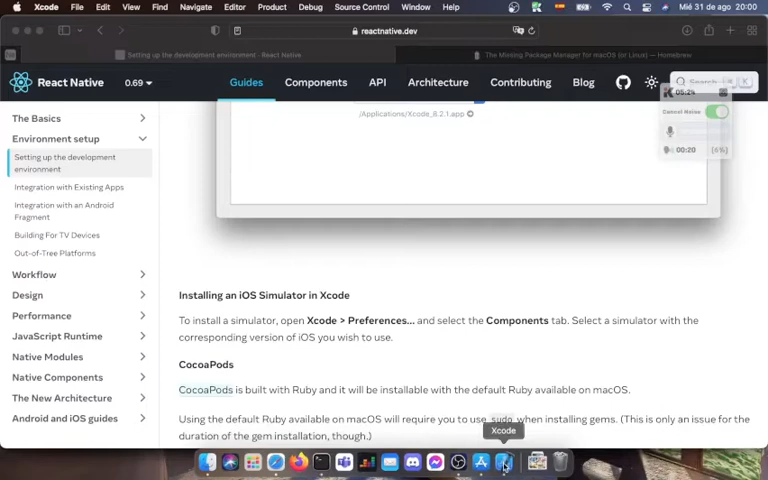 Xcode File Edit View Find Navigate Editor Product Debug Source Control Window Help Mié 31 de ago 20:00
reactnative.dev
Setting up the development environment · React Native
The Missing Package Manager for macOS (or Linux) — Homebrew
React Native 0.69 Guides Components API Architecture Contributing Blog Search K
05:24
Cancel Noise
00:20 (4%)
/Applications/Xcode_8.2.1.app
The Basics
Environment setup
Setting up the development
environment
Integration with Existing Apps
Integration with an Android
Fragment
Building For TV Devices
Out-of-Tree Platforms
Workflow
Design
Performance
JavaScript Runtime
Native Modules
Native Components
The New Architecture
Android and iOS guides
Installing an iOS Simulator in Xcode
To install a simulator, open Xcode > Preferences... and select the Components tab. Select a simulator with the
corresponding version of iOS you wish to use.
CocoaPods
CocoaPods is built with Ruby and it will be installable with the default Ruby available on macOS.
Using the default Ruby available on macOS will require you to use sudo when installing gems. (This is only an issue for the
duration of the gem installation, though.)
Xcode